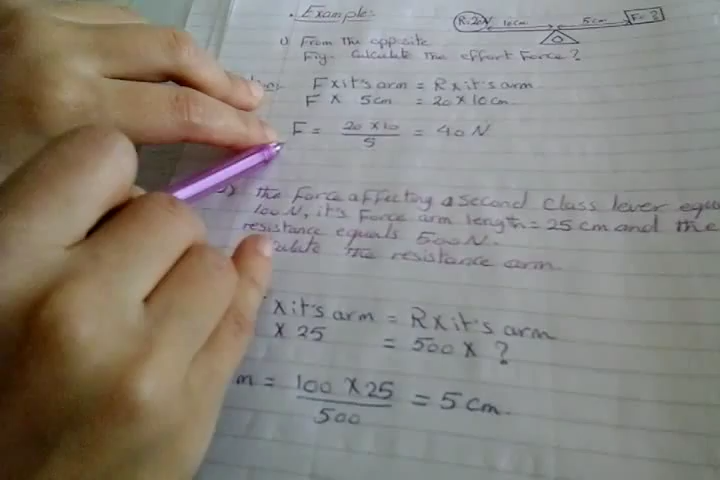 Example:
R=20N 10cm 5cm F=?
1) From the opposite
Fig. Calculate the effort Force?
F x it's arm = R x it's arm
F x 5cm = 20 x 10cm
F = 20 x 10 / 5 = 40 N
the Force affecting a second class lever equ
100 N, it's Force arm length = 25 cm and the
resistance equals 500 N.
the resistance arm.
x it's arm = R x it's arm
x 25 = 500 x ?
m = 100 x 25 / 500 = 5 cm.